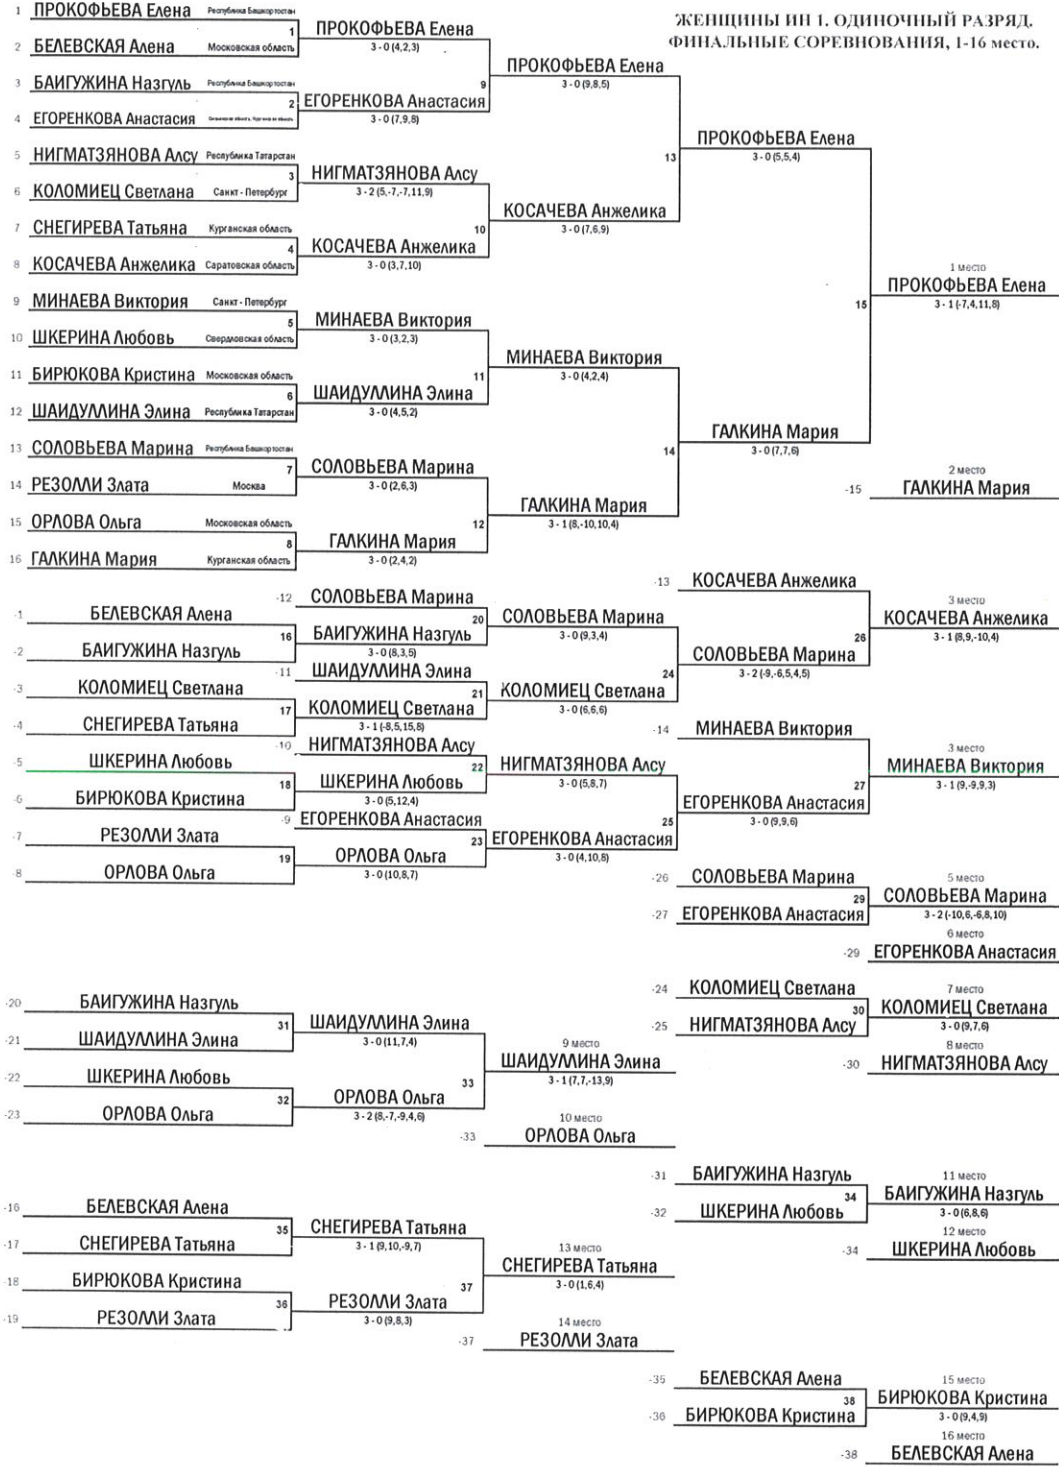 ЖЕНЩИНЫ ИН 1. ОДИНОЧНЫЙ РАЗРЯД.
ФИНАЛЬНЫЕ СОРЕВНОВАНИЯ, 1-16 место.
1 ПРОКОФЬЕВА Елена Республика Башкортостан
1 ПРОКОФЬЕВА Елена
2 БЕЛЕВСКАЯ Алена Московская область
3 - 0 (4,2,3)
ПРОКОФЬЕВА Елена
9 3 - 0 (9,8,5)
3 БАИГУЖИНА Назгуль Республика Башкортостан
2 ЕГОРЕНКОВА Анастасия
4 ЕГОРЕНКОВА Анастасия
3 - 0 (7,9,8)
13 ПРОКОФЬЕВА Елена
3 - 0 (5,5,4)
5 НИГМАТЗЯНОВА Алсу Республика Татарстан
3 НИГМАТЗЯНОВА Алсу
6 КОЛОМИЕЦ Светлана Санкт - Петербург
3 - 2 (5,-7,-7,11,9)
КОСАЧЕВА Анжелика
10 3 - 0 (7,6,9)
7 СНЕГИРЕВА Татьяна Курганская область
4 КОСАЧЕВА Анжелика
8 КОСАЧЕВА Анжелика Саратовская область
3 - 0 (3,7,10)
1 место
15 ПРОКОФЬЕВА Елена
3 - 1 (-7,4,11,8)
9 МИНАЕВА Виктория Санкт - Петербург
5 МИНАЕВА Виктория
10 ШКЕРИНА Любовь Свердловская область
3 - 0 (3,2,3)
МИНАЕВА Виктория
11 3 - 0 (4,2,4)
11 БИРЮКОВА Кристина Московская область
6 ШАИДУЛЛИНА Элина
12 ШАИДУЛЛИНА Элина Республика Татарстан
3 - 0 (4,5,2)
14 ГАЛКИНА Мария
3 - 0 (7,7,6)
13 СОЛОВЬЕВА Марина Республика Башкортостан
7 СОЛОВЬЕВА Марина
14 РЕЗОЛЛИ Злата Москва
3 - 0 (2,6,3)
2 место
-15 ГАЛКИНА Мария
ГАЛКИНА Мария
12 3 - 1 (8,-10,10,4)
15 ОРЛОВА Ольга Московская область
8 ГАЛКИНА Мария
16 ГАЛКИНА Мария Курганская область
3 - 0 (2,4,2)
-13 КОСАЧЕВА Анжелика
-12 СОЛОВЬЕВА Марина
3 место
-1 БЕЛЕВСКАЯ Алена
20 СОЛОВЬЕВА Марина
КОСАЧЕВА Анжелика
16 БАИГУЖИНА Назгуль
3 - 0 (9,3,4)
26 3 - 1 (8,9,-10,4)
-2 БАИГУЖИНА Назгуль
3 - 0 (8,3,5)
СОЛОВЬЕВА Марина
-11 ШАИДУЛЛИНА Элина
24 3 - 2 (-9,-6,5,4,5)
-3 КОЛОМИЕЦ Светлана
21 КОЛОМИЕЦ Светлана
17 КОЛОМИЕЦ Светлана
3 - 0 (6,6,6)
-4 СНЕГИРЕВА Татьяна
3 - 1 (-8,5,15,8)
-14 МИНАЕВА Виктория
-10 НИГМАТЗЯНОВА Алсу
3 место
-5 ШКЕРИНА Любовь
22 НИГМАТЗЯНОВА Алсу
МИНАЕВА Виктория
18 ШКЕРИНА Любовь
3 - 0 (5,8,7)
27 3 - 1 (9,-9,9,3)
-6 БИРЮКОВА Кристина
3 - 0 (5,12,4)
ЕГОРЕНКОВА Анастасия
-9 ЕГОРЕНКОВА Анастасия
25 3 - 0 (9,9,6)
-7 РЕЗОЛЛИ Злата
23 ЕГОРЕНКОВА Анастасия
19 ОРЛОВА Ольга
3 - 0 (4,10,8)
-8 ОРЛОВА Ольга
3 - 0 (10,8,7)
-26 СОЛОВЬЕВА Марина
5 место
29 СОЛОВЬЕВА Марина
-27 ЕГОРЕНКОВА Анастасия
3 - 2 (-10,6,-6,8,10)
6 место
-29 ЕГОРЕНКОВА Анастасия
-24 КОЛОМИЕЦ Светлана
7 место
30 КОЛОМИЕЦ Светлана
-25 НИГМАТЗЯНОВА Алсу
3 - 0 (9,7,6)
8 место
-30 НИГМАТЗЯНОВА Алсу
-20 БАИГУЖИНА Назгуль
31 ШАИДУЛЛИНА Элина
-21 ШАИДУЛЛИНА Элина
3 - 0 (11,7,4)
9 место
ШАИДУЛЛИНА Элина
33 3 - 1 (7,7,-13,9)
-22 ШКЕРИНА Любовь
32 ОРЛОВА Ольга
-23 ОРЛОВА Ольга
3 - 2 (8,-7,-9,4,6)
10 место
-33 ОРЛОВА Ольга
-31 БАИГУЖИНА Назгуль
11 место
34 БАИГУЖИНА Назгуль
-32 ШКЕРИНА Любовь
3 - 0 (6,8,6)
12 место
-34 ШКЕРИНА Любовь
-16 БЕЛЕВСКАЯ Алена
35 СНЕГИРЕВА Татьяна
-17 СНЕГИРЕВА Татьяна
3 - 1 (9,10,-9,7)
13 место
СНЕГИРЕВА Татьяна
37 3 - 0 (1,6,4)
-18 БИРЮКОВА Кристина
36 РЕЗОЛЛИ Злата
-19 РЕЗОЛЛИ Злата
3 - 0 (9,8,3)
14 место
-37 РЕЗОЛЛИ Злата
-35 БЕЛЕВСКАЯ Алена
15 место
38 БИРЮКОВА Кристина
-36 БИРЮКОВА Кристина
3 - 0 (9,4,9)
16 место
-38 БЕЛЕВСКАЯ Алена